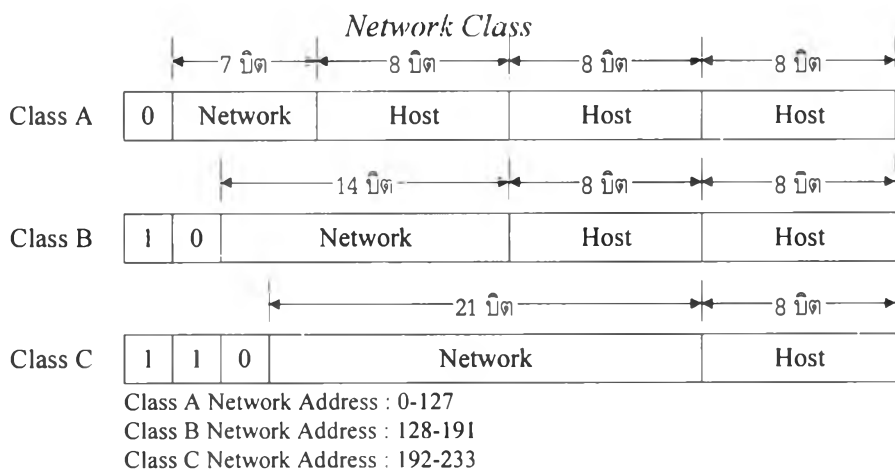 Network Class
7 บิต 8 บิต 8 บิต 8 บิต
Class A 0 Network Host Host Host
14 บิต 8 บิต 8 บิต
Class B 1 0 Network Host Host
21 บิต 8 บิต
Class C 1 1 0 Network Host
Class A Network Address : 0-127
Class B Network Address : 128-191
Class C Network Address : 192-233